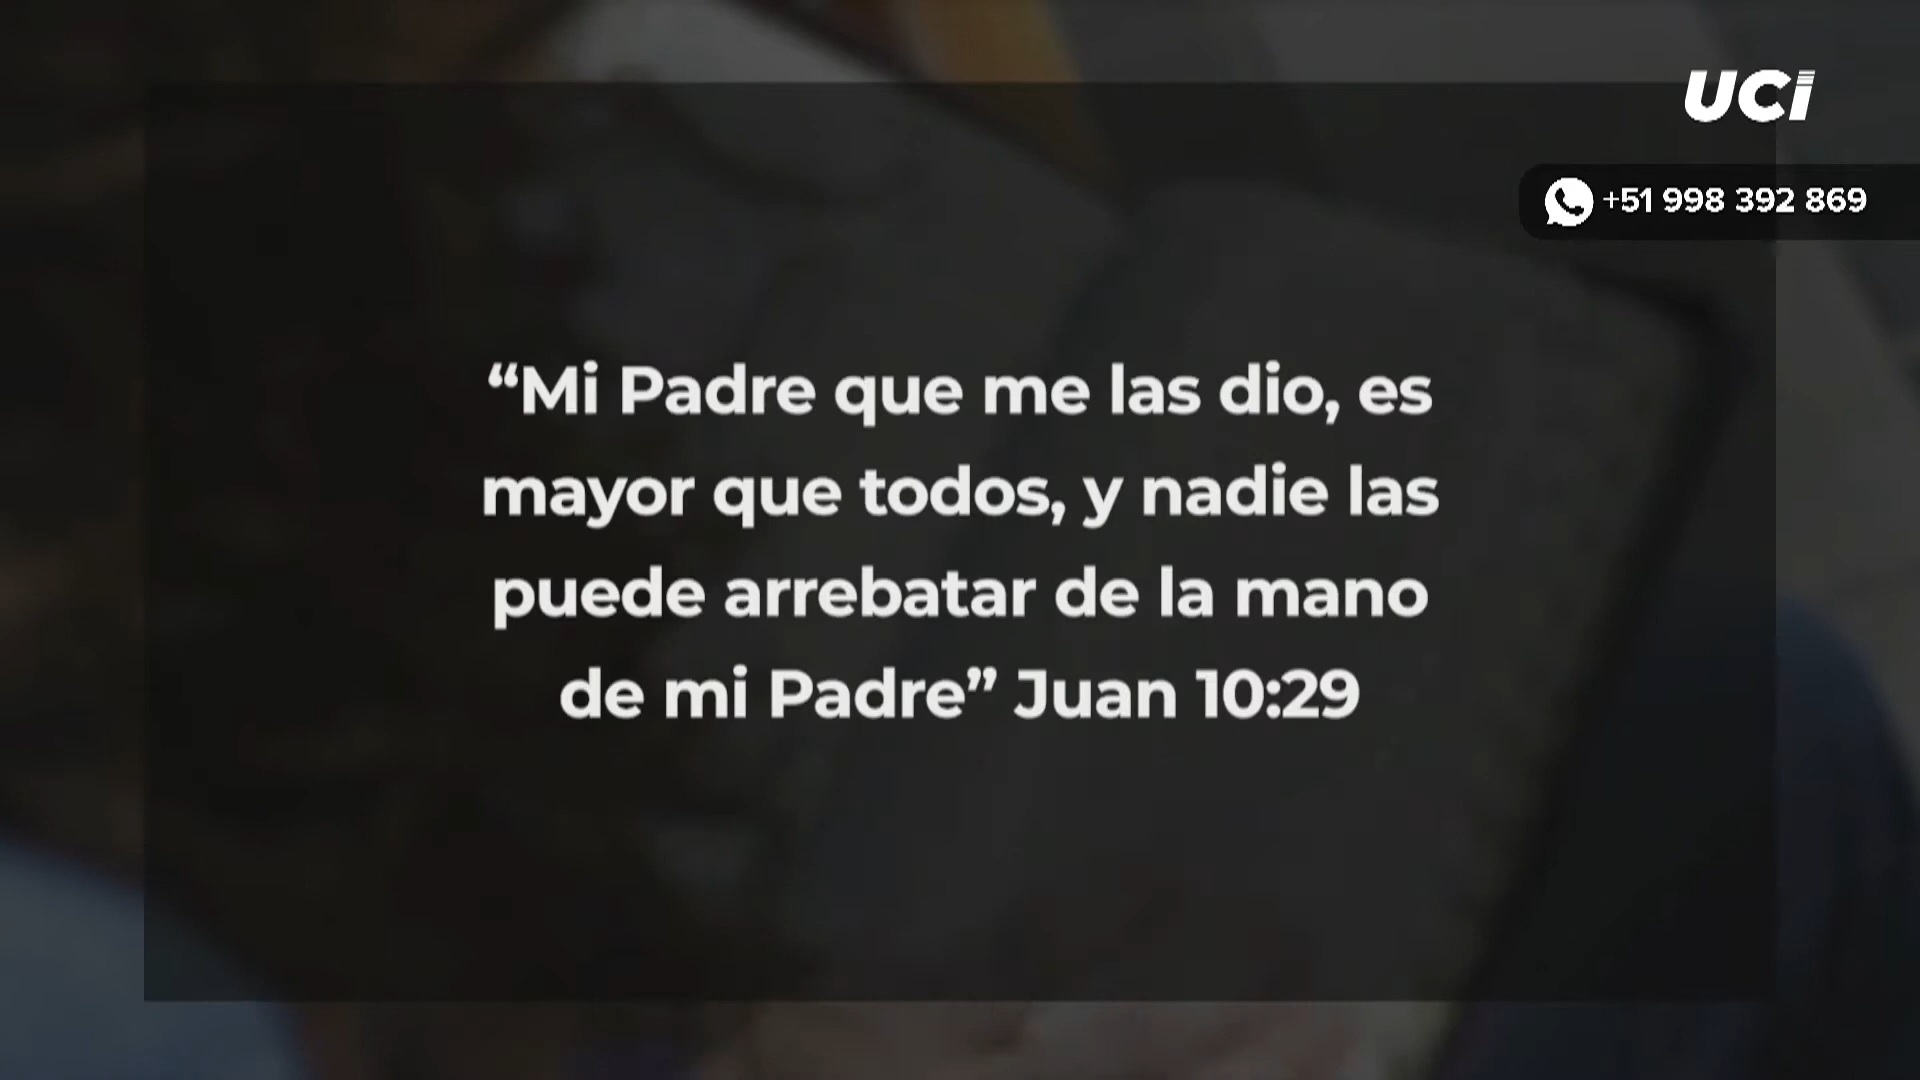 UCi
+51 998 392 869
“Mi Padre que me las dio, es
mayor que todos, y nadie las
puede arrebatar de la mano
de mi Padre” Juan 10:29